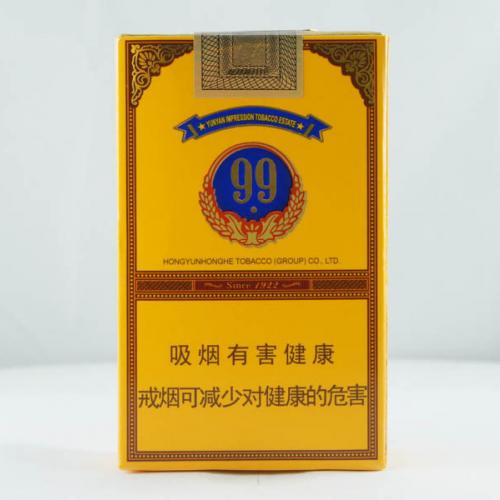 ★ YUNYAN IMPRESSION TOBACCO ESTATE ★
99
HONGYUNHONGHE TOBACCO (GROUP) CO., LTD.
Since 1922
吸烟有害健康
戒烟可减少对健康的危害